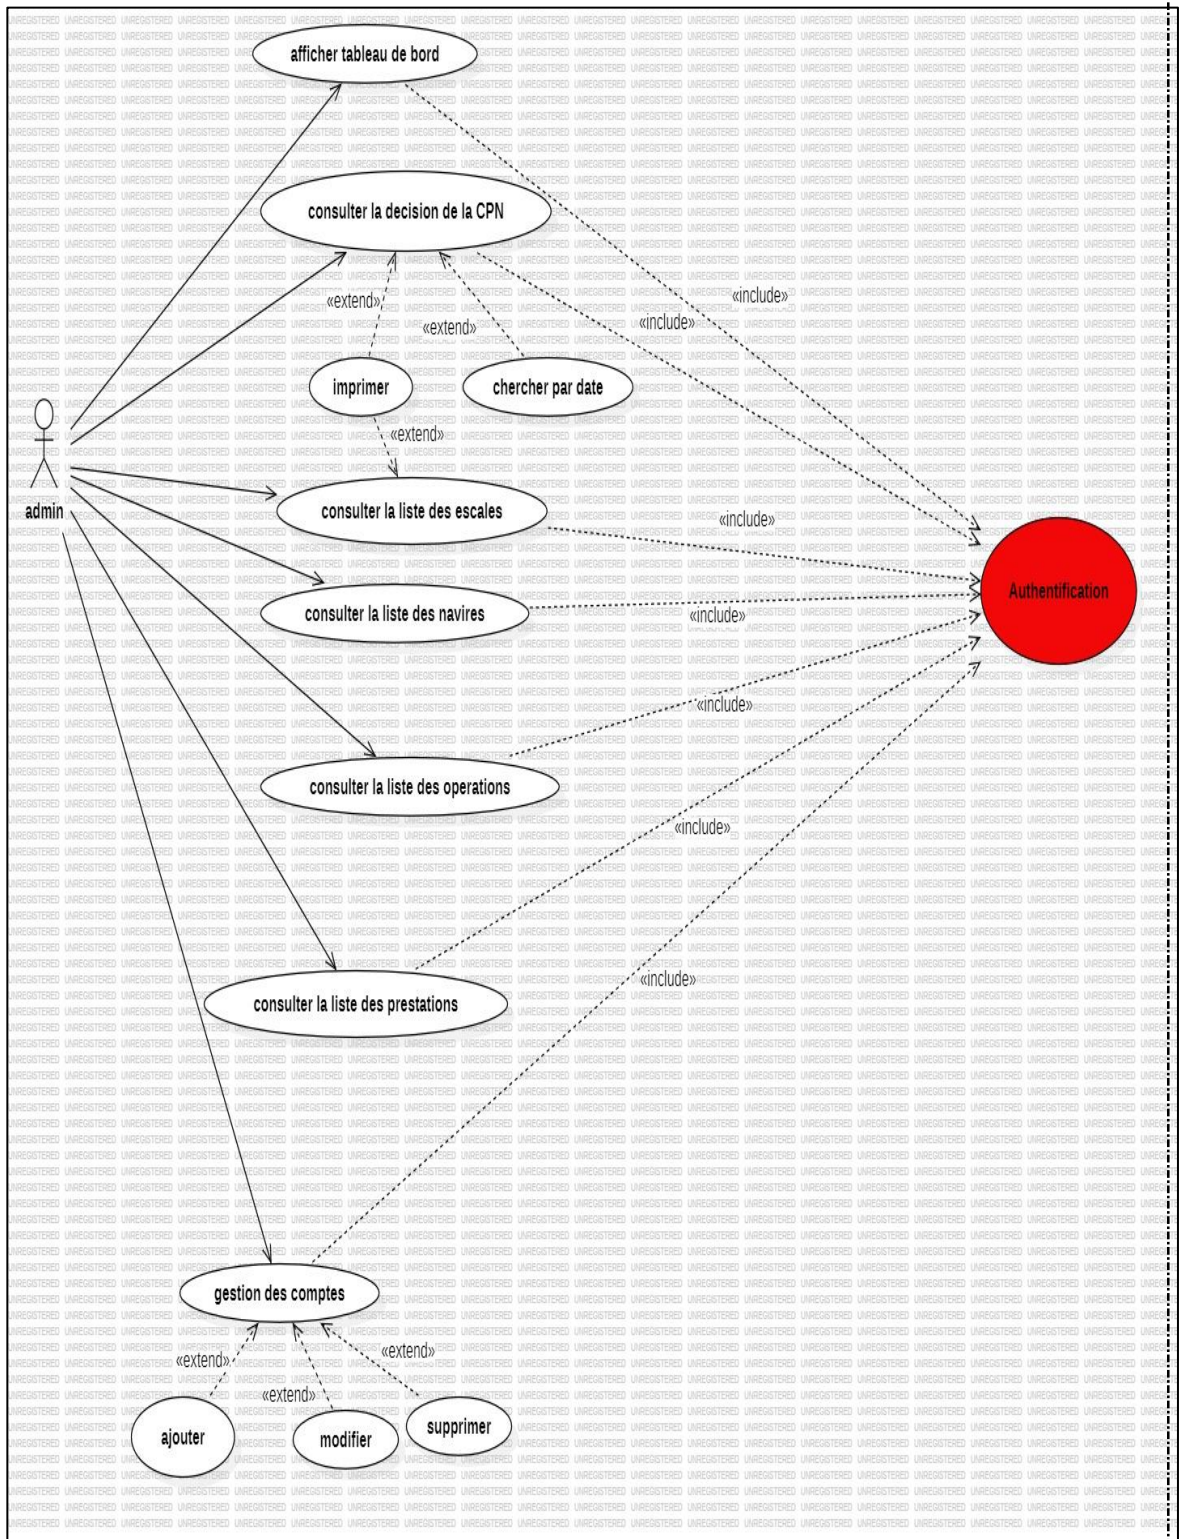 afficher tableau de bord
consulter la decision de la CPN
«include»
«extend»
«include»
«extend»
imprimer
chercher par date
«extend»
admin
consulter la liste des escales
«include»
Authentification
consulter la liste des navires
«include»
«include»
consulter la liste des operations
«include»
«include»
consulter la liste des prestations
gestion des comptes
«extend»
«extend»
«extend»
ajouter
modifier
supprimer
UNREGISTERED